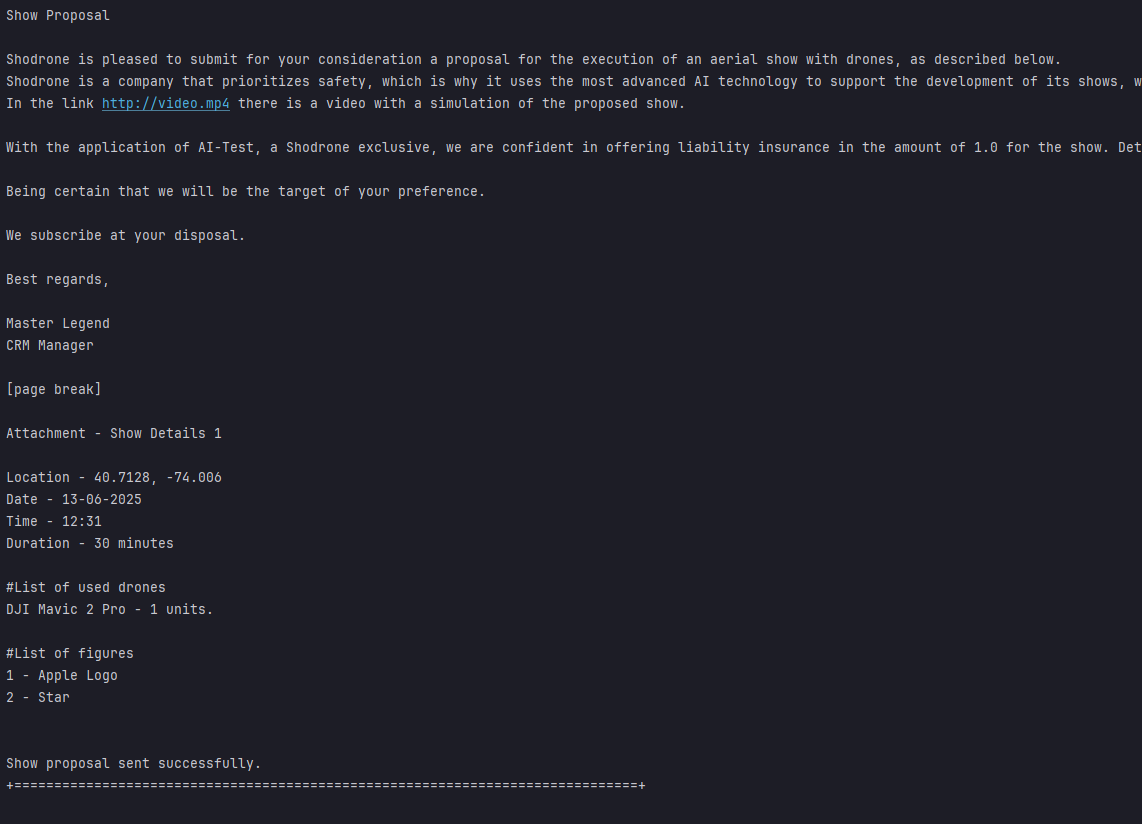 Show Proposal
Shodrone is pleased to submit for your consideration a proposal for the execution of an aerial show with drones, as described below.
Shodrone is a company that prioritizes safety, which is why it uses the most advanced AI technology to support the development of its shows,
In the link http://video.mp4 there is a video with a simulation of the proposed show.
With the application of AI-Test, a Shodrone exclusive, we are confident in offering liability insurance in the amount of 1.0 for the show. Det
Being certain that we will be the target of your preference.
We subscribe at your disposal.
Best regards,
Master Legend
CRM Manager
[page break]
Attachment - Show Details 1
Location - 40.7128, -74.006
Date - 13-06-2025
Time - 12:31
Duration - 30 minutes
#List of used drones
DJI Mavic 2 Pro - 1 units.
#List of figures
1 - Apple Logo
2 - Star
Show proposal sent successfully.
+==============================================================================+